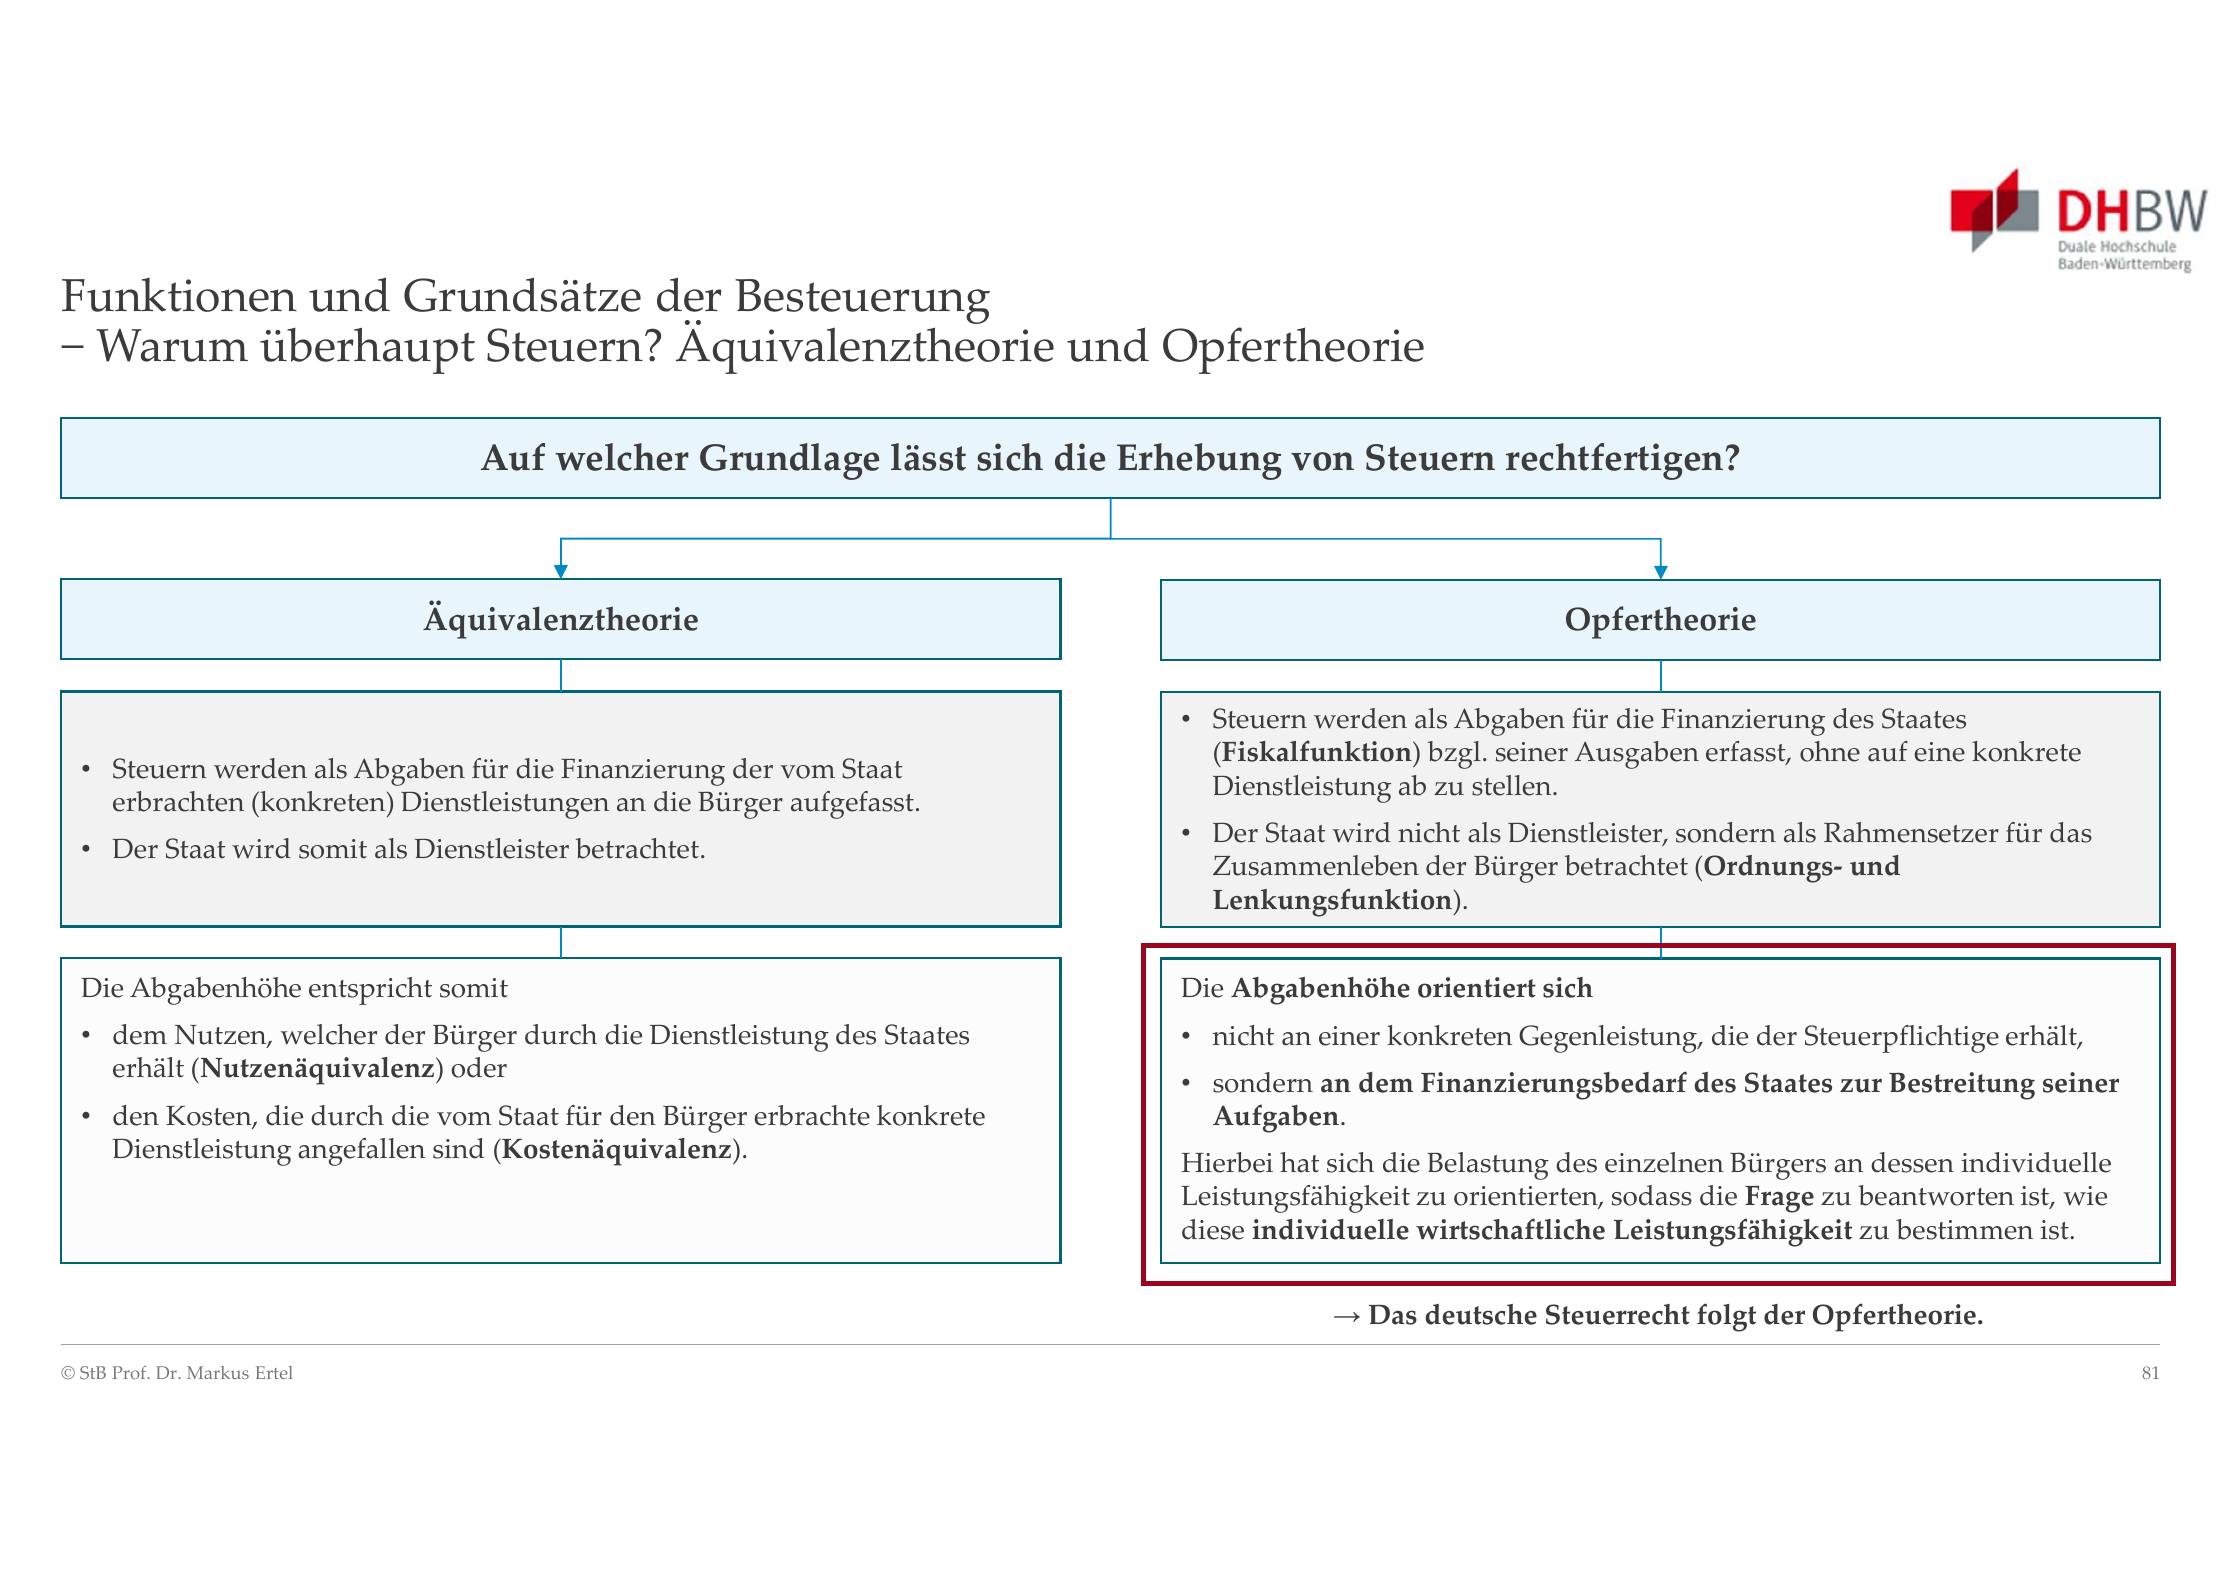 DHBW
Duale Hochschule
Baden-Württemberg
Funktionen und Grundsätze der Besteuerung
– Warum überhaupt Steuern? Äquivalenztheorie und Opfertheorie
Auf welcher Grundlage lässt sich die Erhebung von Steuern rechtfertigen?
Äquivalenztheorie
• Steuern werden als Abgaben für die Finanzierung der vom Staat
erbrachten (konkreten) Dienstleistungen an die Bürger aufgefasst.
• Der Staat wird somit als Dienstleister betrachtet.
Die Abgabenhöhe entspricht somit
• dem Nutzen, welcher der Bürger durch die Dienstleistung des Staates
erhält (Nutzenäquivalenz) oder
• den Kosten, die durch die vom Staat für den Bürger erbrachte konkrete
Dienstleistung angefallen sind (Kostenäquivalenz).
Opfertheorie
• Steuern werden als Abgaben für die Finanzierung des Staates
(Fiskalfunktion) bzgl. seiner Ausgaben erfasst, ohne auf eine konkrete
Dienstleistung ab zu stellen.
• Der Staat wird nicht als Dienstleister, sondern als Rahmensetzer für das
Zusammenleben der Bürger betrachtet (Ordnungs- und
Lenkungsfunktion).
Die Abgabenhöhe orientiert sich
• nicht an einer konkreten Gegenleistung, die der Steuerpflichtige erhält,
• sondern an dem Finanzierungsbedarf des Staates zur Bestreitung seiner
Aufgaben.
Hierbei hat sich die Belastung des einzelnen Bürgers an dessen individuelle
Leistungsfähigkeit zu orientierten, sodass die Frage zu beantworten ist, wie
diese individuelle wirtschaftliche Leistungsfähigkeit zu bestimmen ist.
→ Das deutsche Steuerrecht folgt der Opfertheorie.
© StB Prof. Dr. Markus Ertel
81